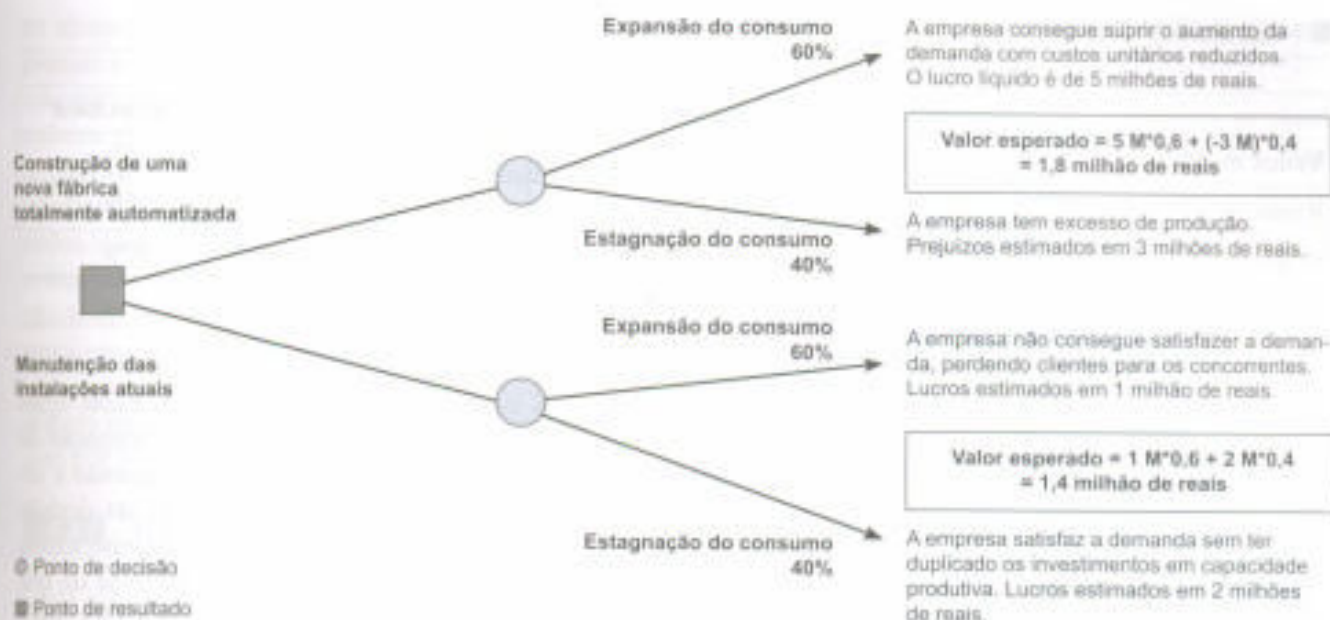 Expansão do consumo
60%
A empresa consegue suprir o aumento da
demanda com custos unitários reduzidos.
O lucro líquido é de 5 milhões de reais.
Construção de uma
nova fábrica
totalmente automatizada
Valor esperado = 5 M*0,6 + (-3 M)*0,4
= 1,8 milhão de reais
Estagnação do consumo
40%
A empresa tem excesso de produção.
Prejuízos estimados em 3 milhões de reais.
Manutenção das
instalações atuais
Expansão do consumo
60%
A empresa não consegue satisfazer a deman-
da, perdendo clientes para os concorrentes.
Lucros estimados em 1 milhão de reais.
Valor esperado = 1 M*0,6 + 2 M*0,4
= 1,4 milhão de reais
Estagnação do consumo
40%
A empresa satisfaz a demanda sem ter
duplicado os investimentos em capacidade
produtiva. Lucros estimados em 2 milhões
de reais.
Ponto de decisão
Ponto de resultado